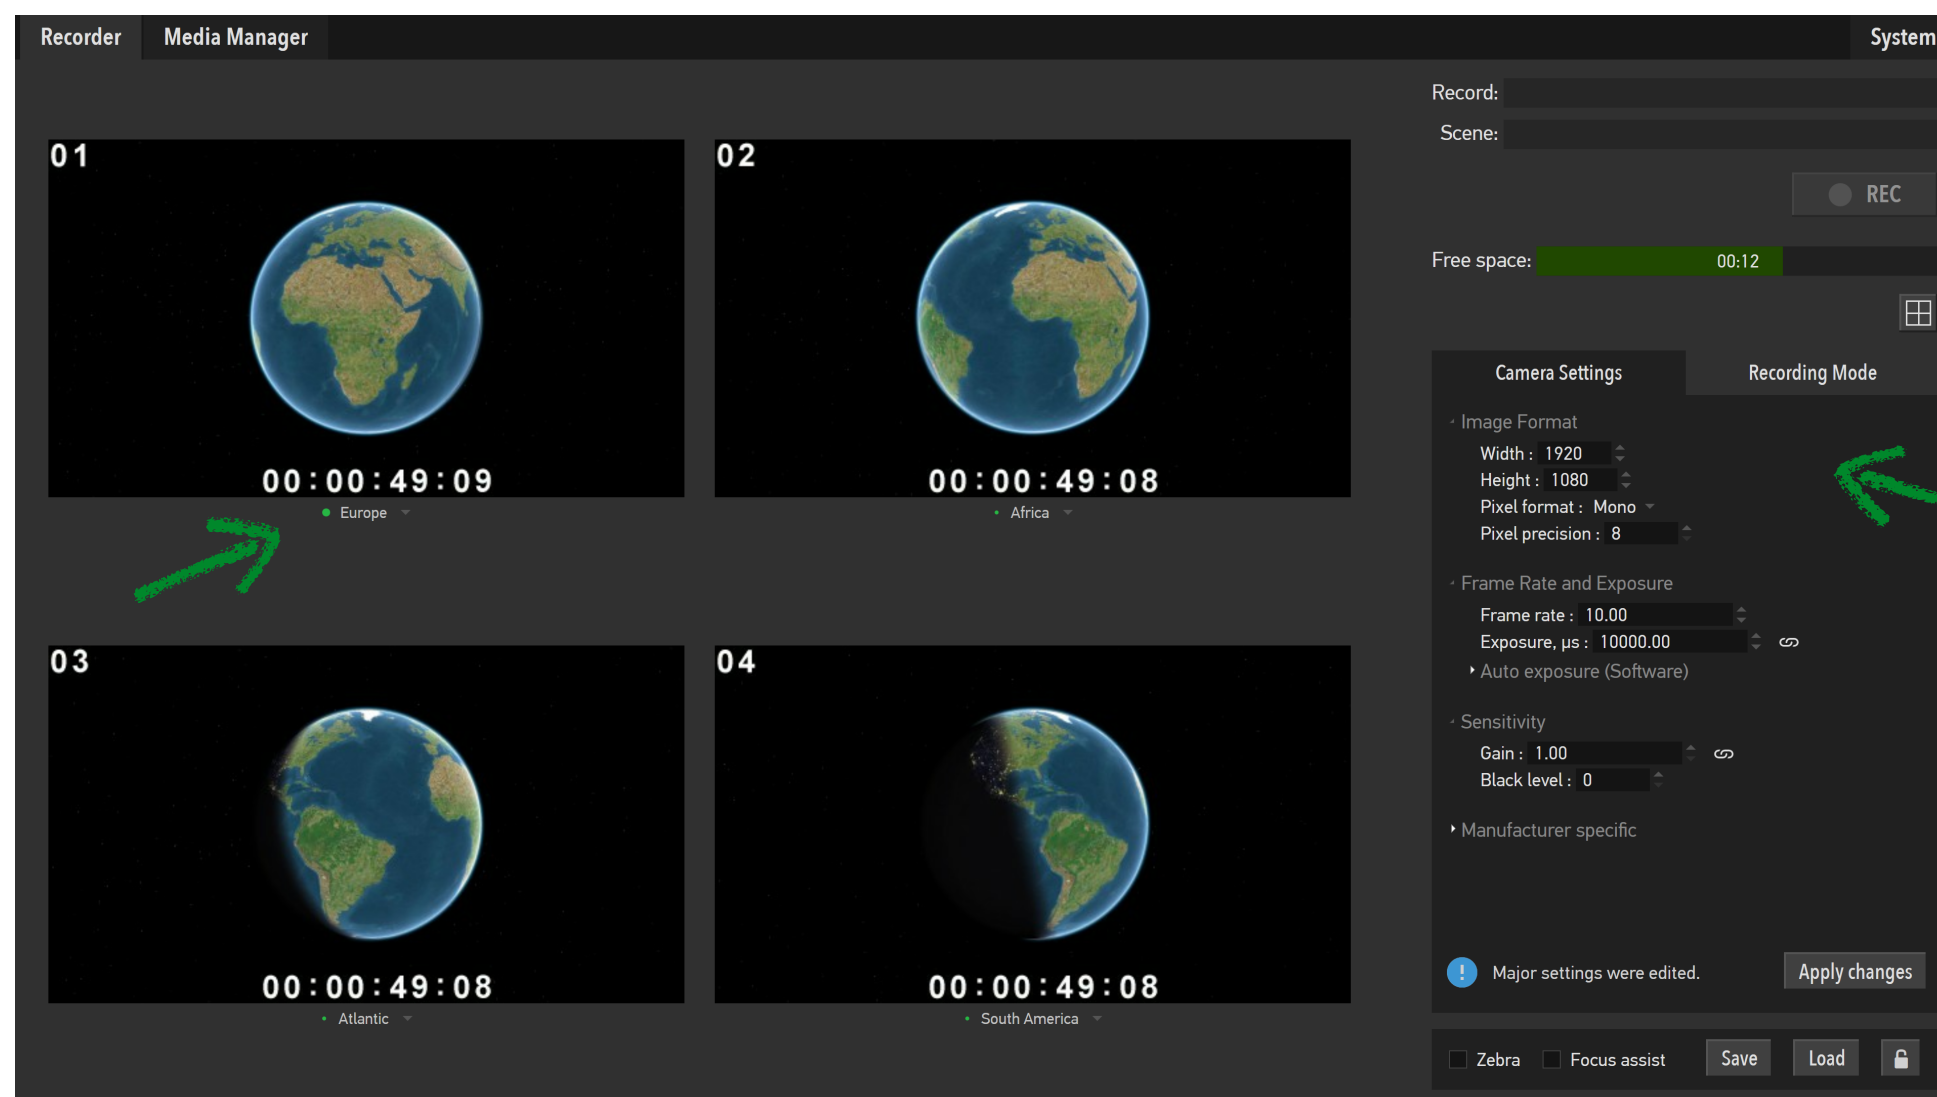 Recorder Media Manager System
01
00:00:49:09
Europe
02
00:00:49:08
Africa
03
00:00:49:08
Atlantic
04
00:00:49:08
South America
Record:
Scene:
REC
Free space: 00:12
Camera Settings Recording Mode
Image Format
Width : 1920
Height : 1080
Pixel format : Mono
Pixel precision : 8
Frame Rate and Exposure
Frame rate : 10.00
Exposure, µs : 10000.00
Auto exposure (Software)
Sensitivity
Gain : 1.00
Black level : 0
Manufacturer specific
! Major settings were edited. Apply changes
Zebra Focus assist Save Load